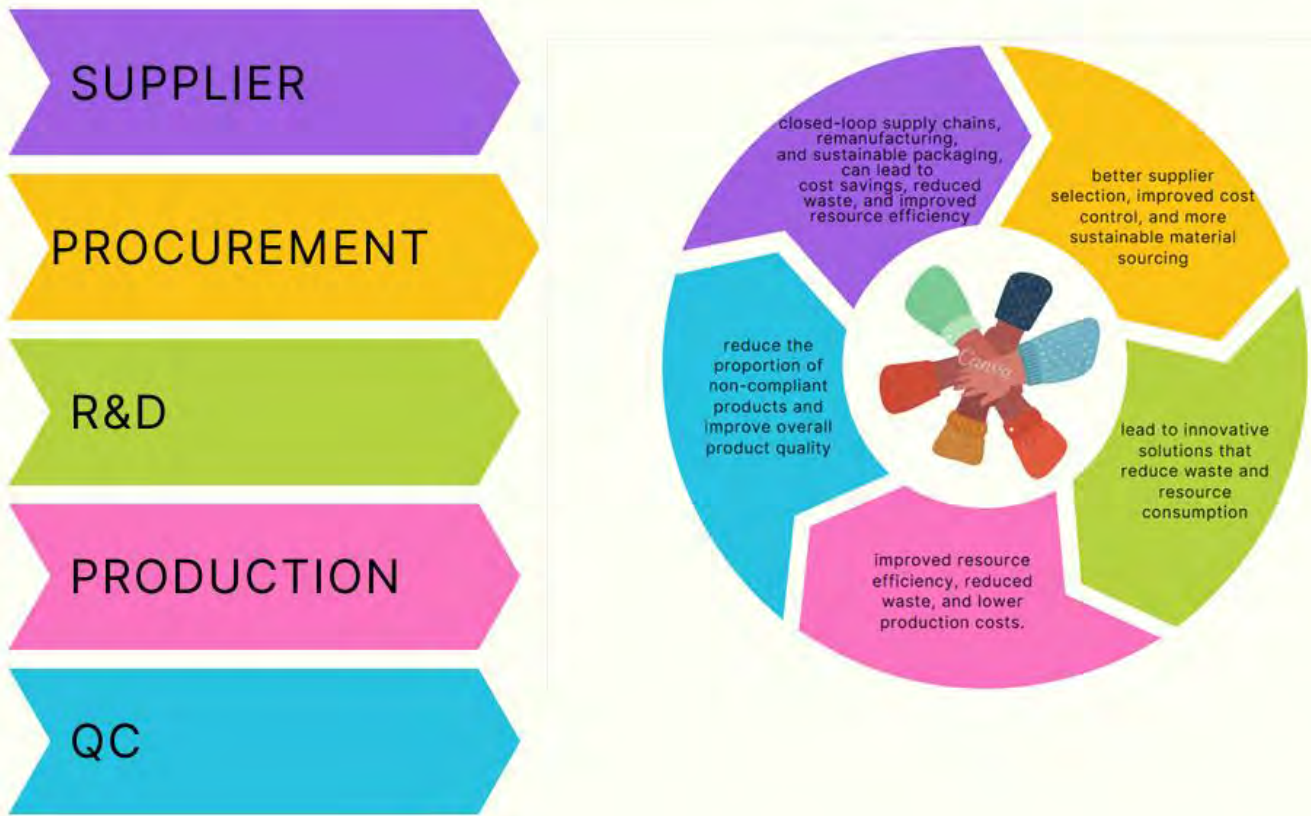 SUPPLIER
PROCUREMENT
R&D
PRODUCTION
QC
closed-loop supply chains,
remanufacturing,
and sustainable packaging,
can lead to
cost savings, reduced
waste, and improved
resource efficiency
better supplier
selection, improved cost
control, and more
sustainable material
sourcing
lead to innovative
solutions that
reduce waste and
resource
consumption
improved resource
efficiency, reduced
waste, and lower
production costs.
reduce the
proportion of
non-compliant
products and
improve overall
product quality
Canva